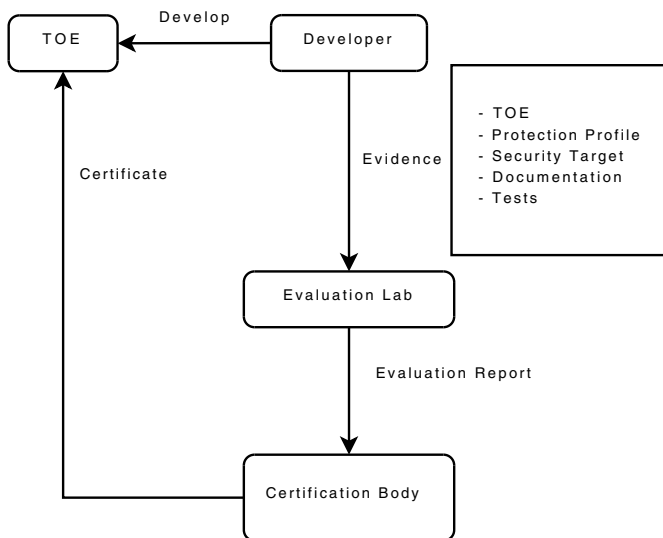 Develop
TOE
Developer
- TOE
- Protection Profile
- Security Target
- Documentation
- Tests
Evidence
Certificate
Evaluation Lab
Evaluation Report
Certification Body